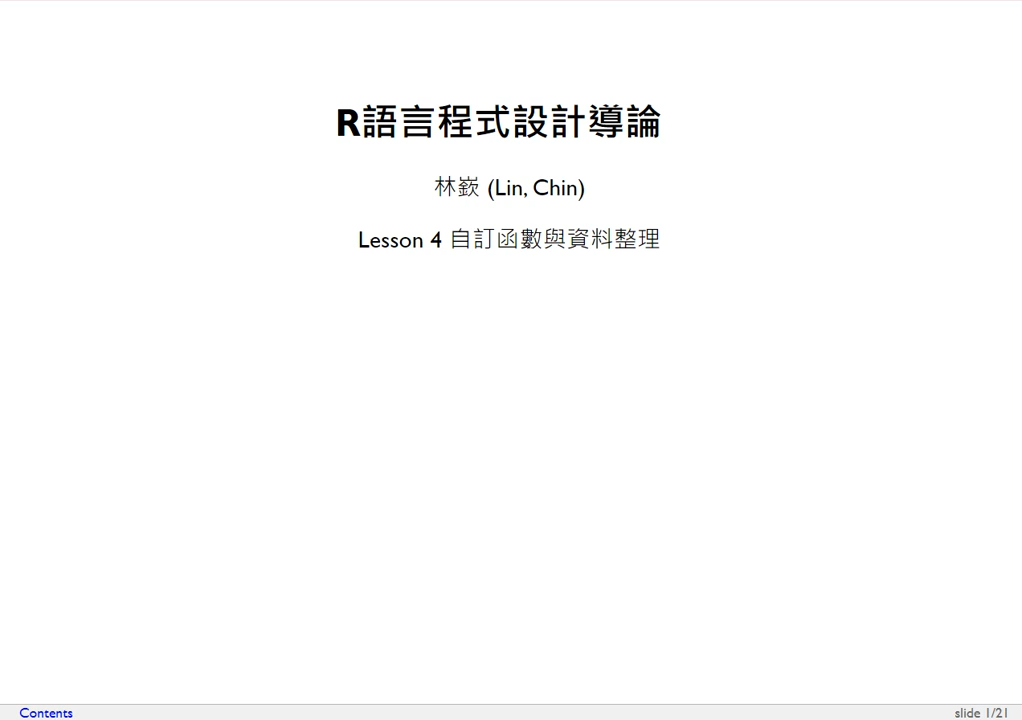 R語言程式設計導論
林嶔 (Lin, Chin)
Lesson 4 自訂函數與資料整理
Contents
slide 1/21